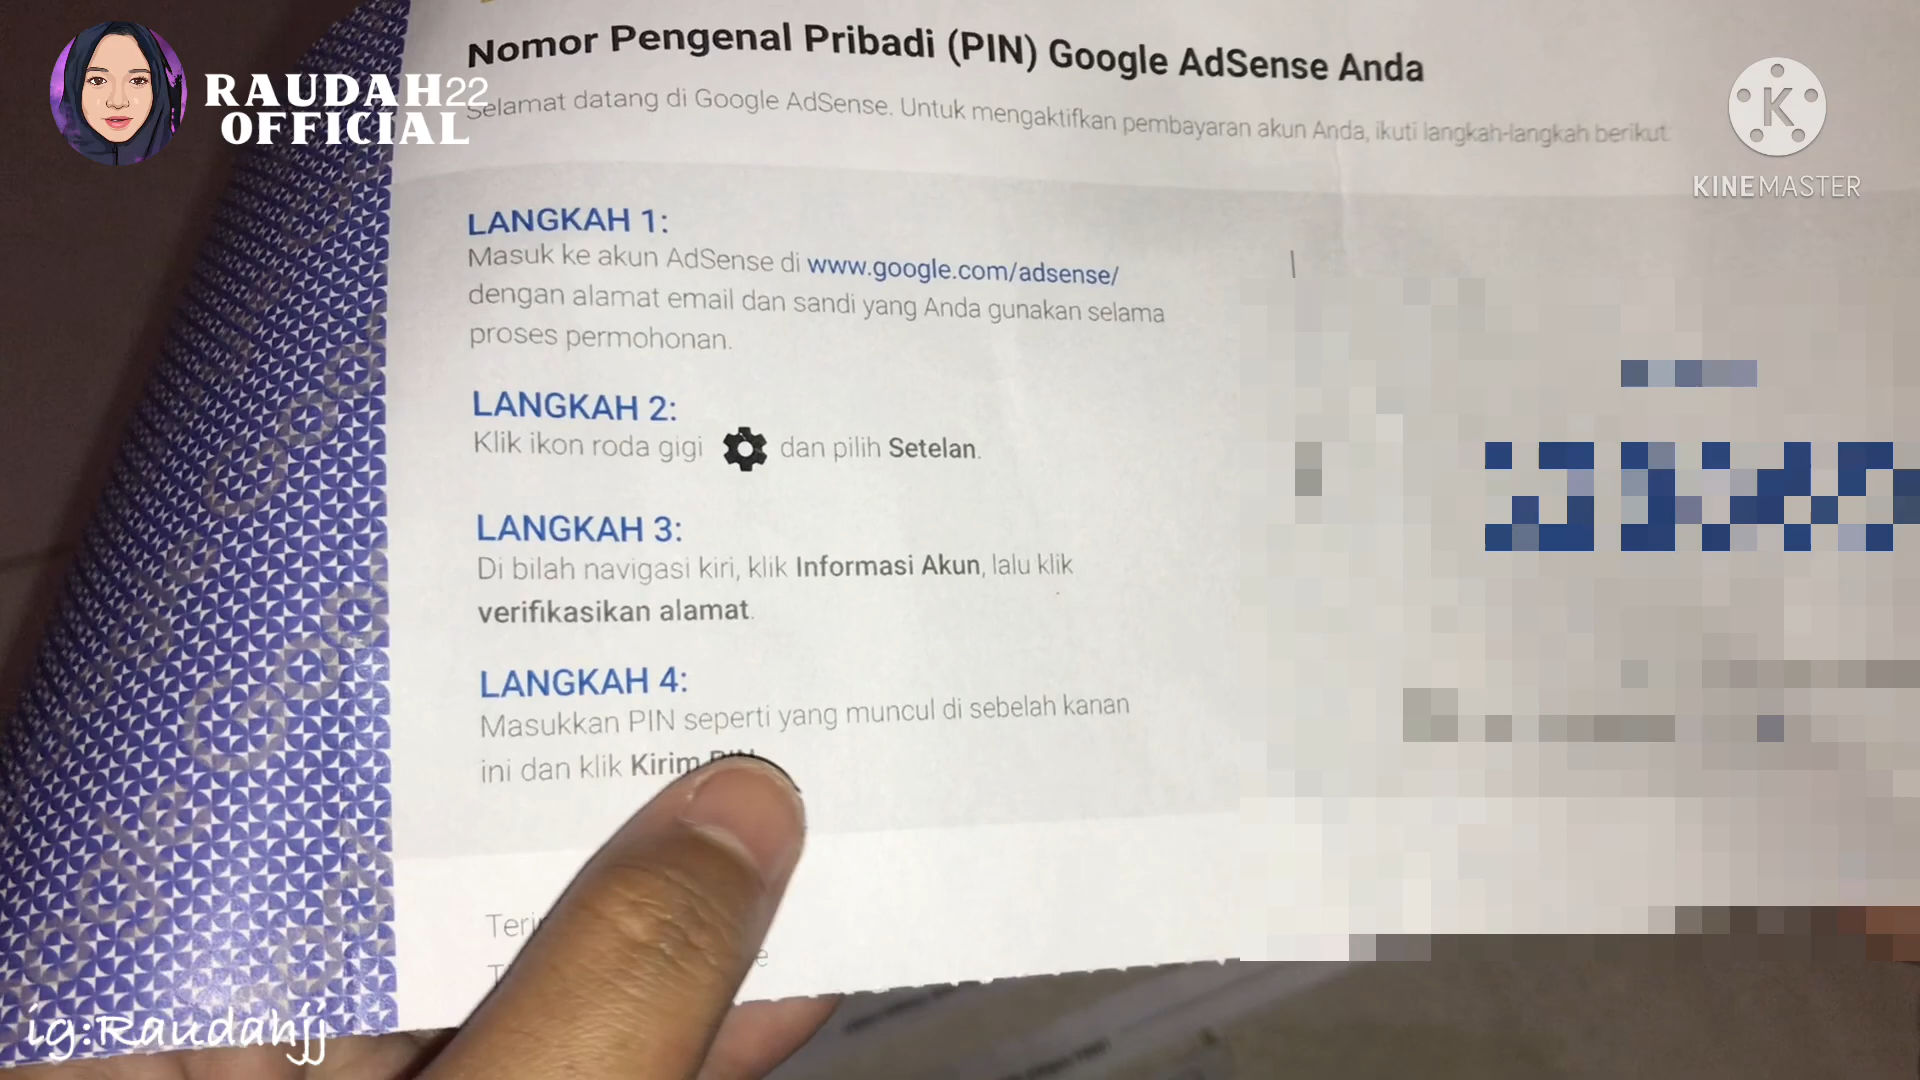 RAUDAH22
OFFICIAL
KINEMASTER
Nomor Pengenal Pribadi (PIN) Google AdSense Anda
Selamat datang di Google AdSense. Untuk mengaktifkan pembayaran akun Anda, ikuti langkah-langkah berikut:
LANGKAH 1:
Masuk ke akun AdSense di www.google.com/adsense/
dengan alamat email dan sandi yang Anda gunakan selama
proses permohonan.
LANGKAH 2:
Klik ikon roda gigi dan pilih Setelan.
LANGKAH 3:
Di bilah navigasi kiri, klik Informasi Akun, lalu klik
verifikasikan alamat.
LANGKAH 4:
Masukkan PIN seperti yang muncul di sebelah kanan
ini dan klik Kirim PIN
ig:Raudahjj